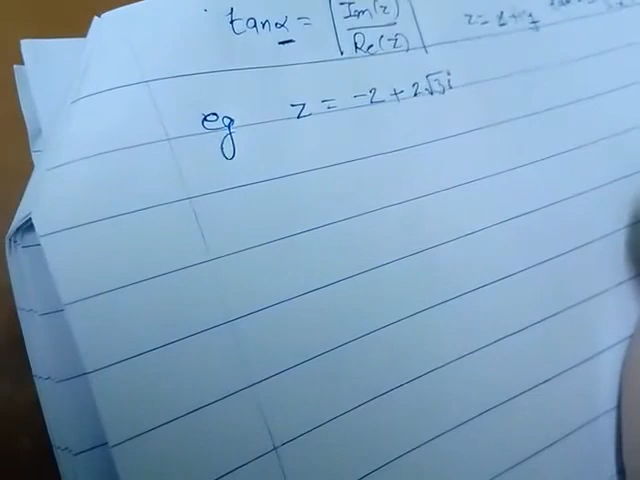 tanα = |Im(z)/Re(z)|
eg z = -2 + 2√3i